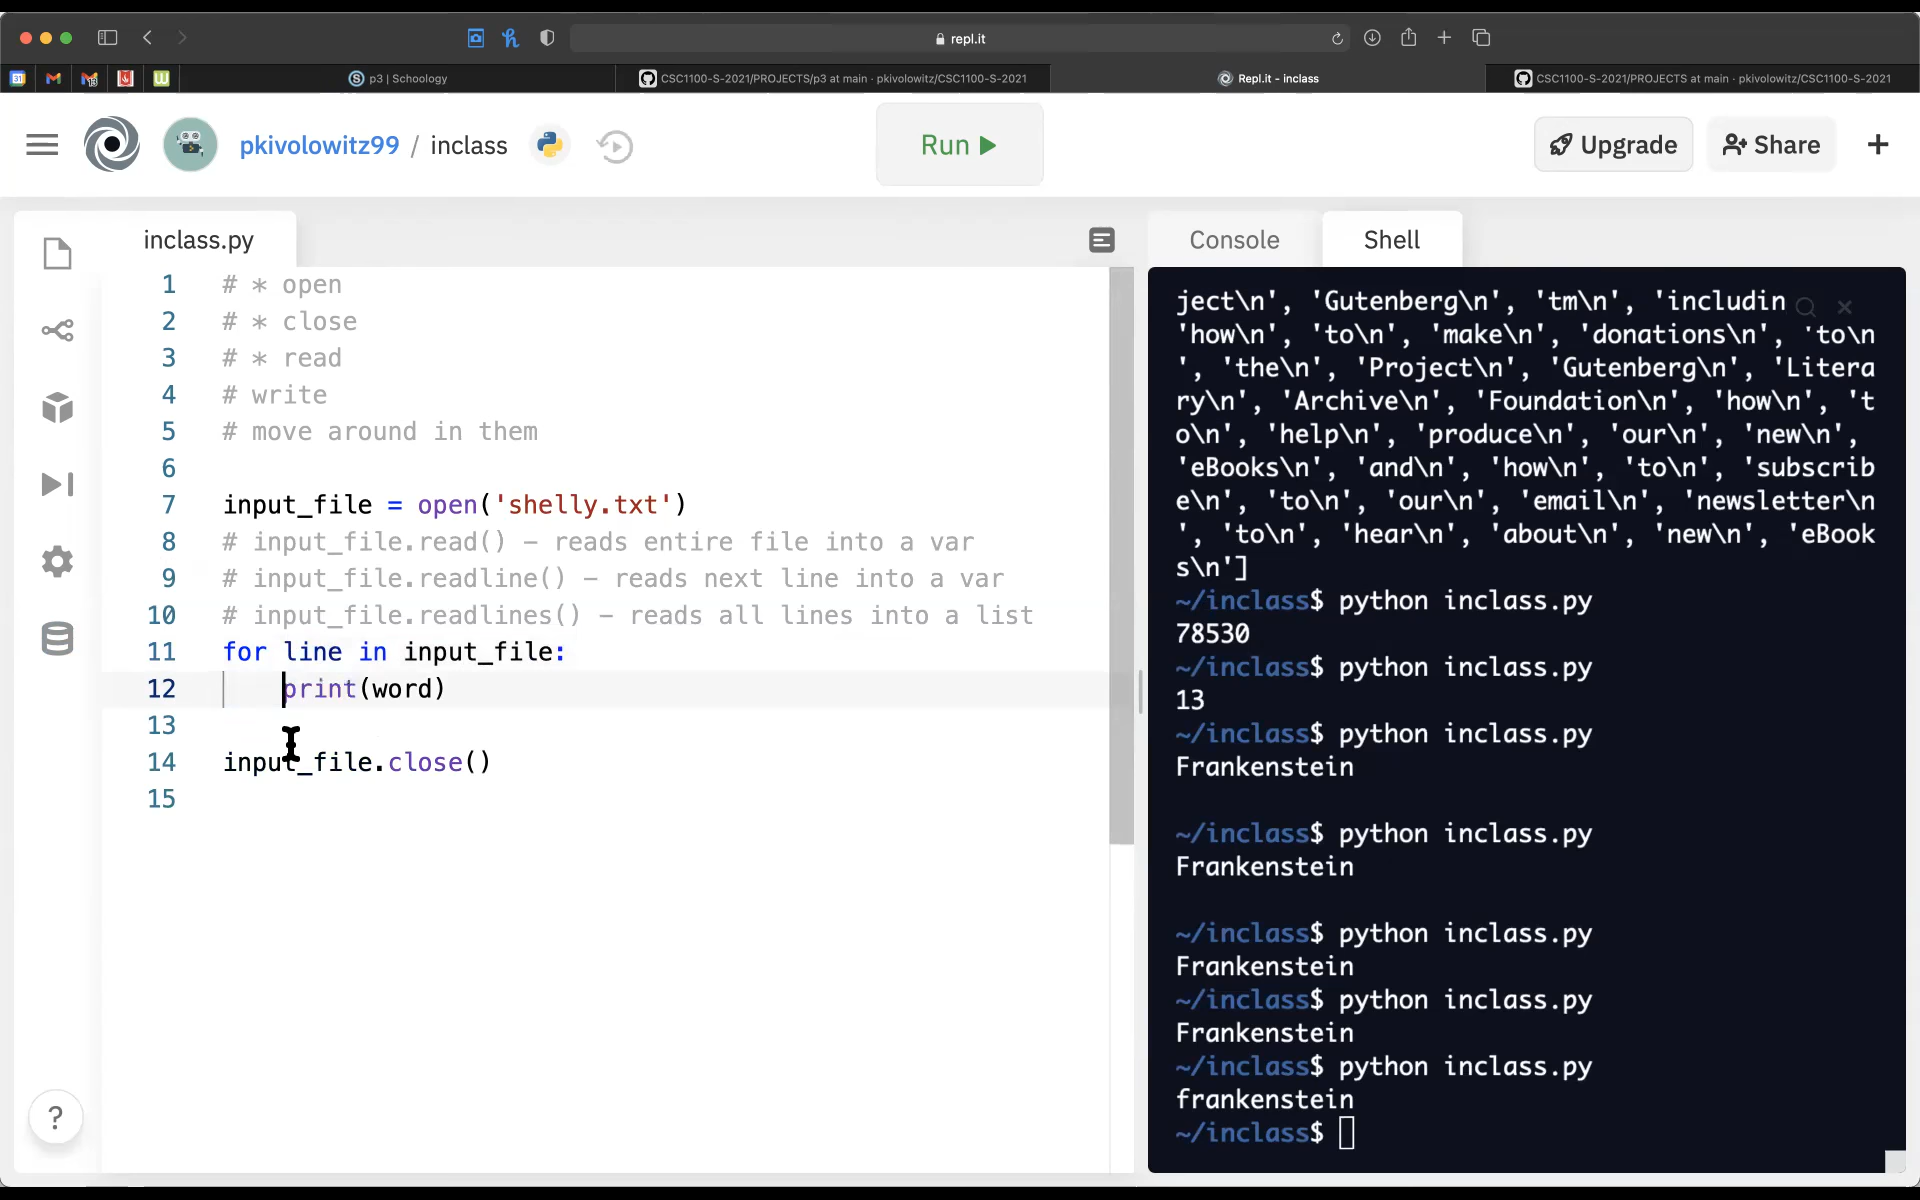 repl.it
31
p3 | Schoology
CSC1100-S-2021/PROJECTS/p3 at main · pkivolowitz/CSC1100-S-2021
Repl.it - inclass
CSC1100-S-2021/PROJECTS at main · pkivolowitz/CSC1100-S-2021
pkivolowitz99 / inclass
Run
Upgrade
Share
+
inclass.py
1 # * open
2 # * close
3 # * read
4 # write
5 # move around in them
6
7 input_file = open('shelly.txt')
8 # input_file.read() - reads entire file into a var
9 # input_file.readline() - reads next line into a var
10 # input_file.readlines() - reads all lines into a list
11 for line in input_file:
12 print(word)
13
14 input_file.close()
15
?
Console
Shell
ject\n', 'Gutenberg\n', 'tm\n', 'includin
'how\n', 'to\n', 'make\n', 'donations\n', 'to\n
', 'the\n', 'Project\n', 'Gutenberg\n', 'Litera
ry\n', 'Archive\n', 'Foundation\n', 'how\n', 't
o\n', 'help\n', 'produce\n', 'our\n', 'new\n',
'eBooks\n', 'and\n', 'how\n', 'to\n', 'subscrib
e\n', 'to\n', 'our\n', 'email\n', 'newsletter\n
', 'to\n', 'hear\n', 'about\n', 'new\n', 'eBook
s\n']
~/inclass$ python inclass.py
78530
~/inclass$ python inclass.py
13
~/inclass$ python inclass.py
Frankenstein
~/inclass$ python inclass.py
Frankenstein
~/inclass$ python inclass.py
Frankenstein
~/inclass$ python inclass.py
Frankenstein
~/inclass$ python inclass.py
frankenstein
~/inclass$